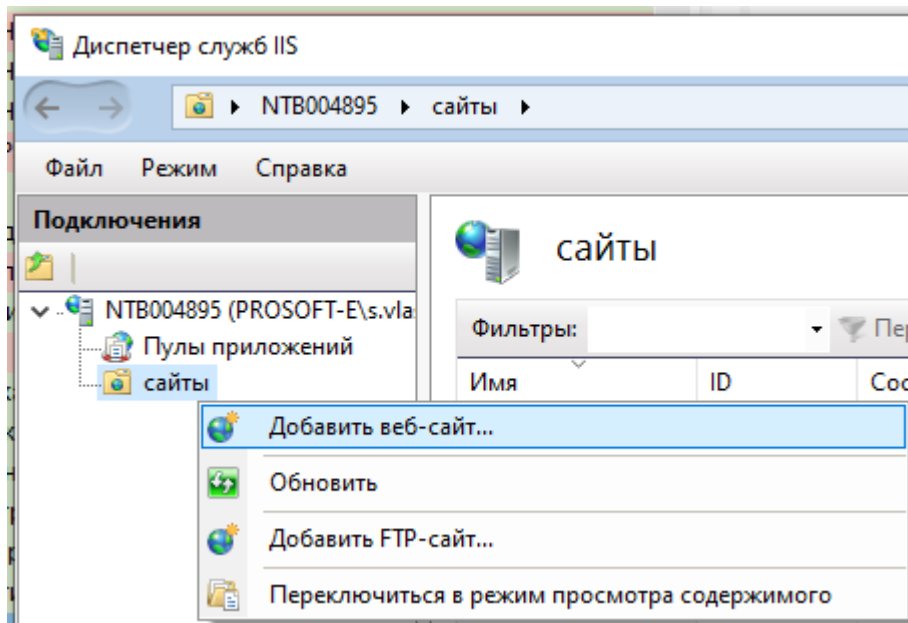 Диспетчер служб IIS
NTB004895 сайты
Файл Режим Справка
Подключения
NTB004895 (PROSOFT-E\s.vla
Пулы приложений
сайты
сайты
Фильтры:
Имя ID
Добавить веб-сайт...
Обновить
Добавить FTP-сайт...
Переключиться в режим просмотра содержимого